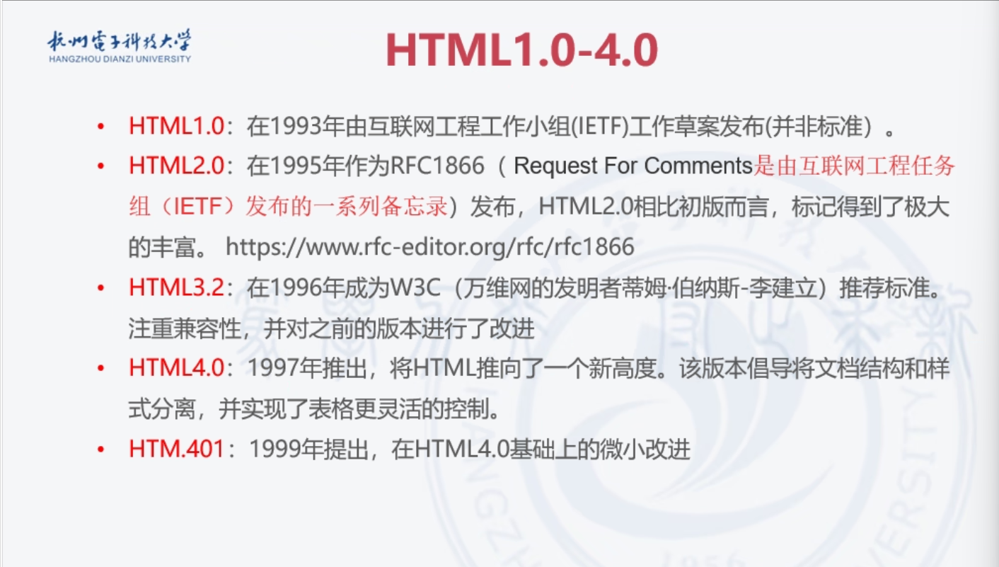 杭州電子科技大学
HANGZHOU DIANZI UNIVERSITY
HTML1.0-4.0
• HTML1.0：在1993年由互联网工程工作小组(IETF)工作草案发布(并非标准）。
• HTML2.0：在1995年作为RFC1866（ Request For Comments是由互联网工程任务
组（IETF）发布的一系列备忘录）发布，HTML2.0相比初版而言，标记得到了极大
的丰富。 https://www.rfc-editor.org/rfc/rfc1866
• HTML3.2：在1996年成为W3C（万维网的发明者蒂姆·伯纳斯-李建立）推荐标准。
注重兼容性，并对之前的版本进行了改进
• HTML4.0：1997年推出，将HTML推向了一个新高度。该版本倡导将文档结构和样
式分离，并实现了表格更灵活的控制。
• HTM.401：1999年提出，在HTML4.0基础上的微小改进
1956